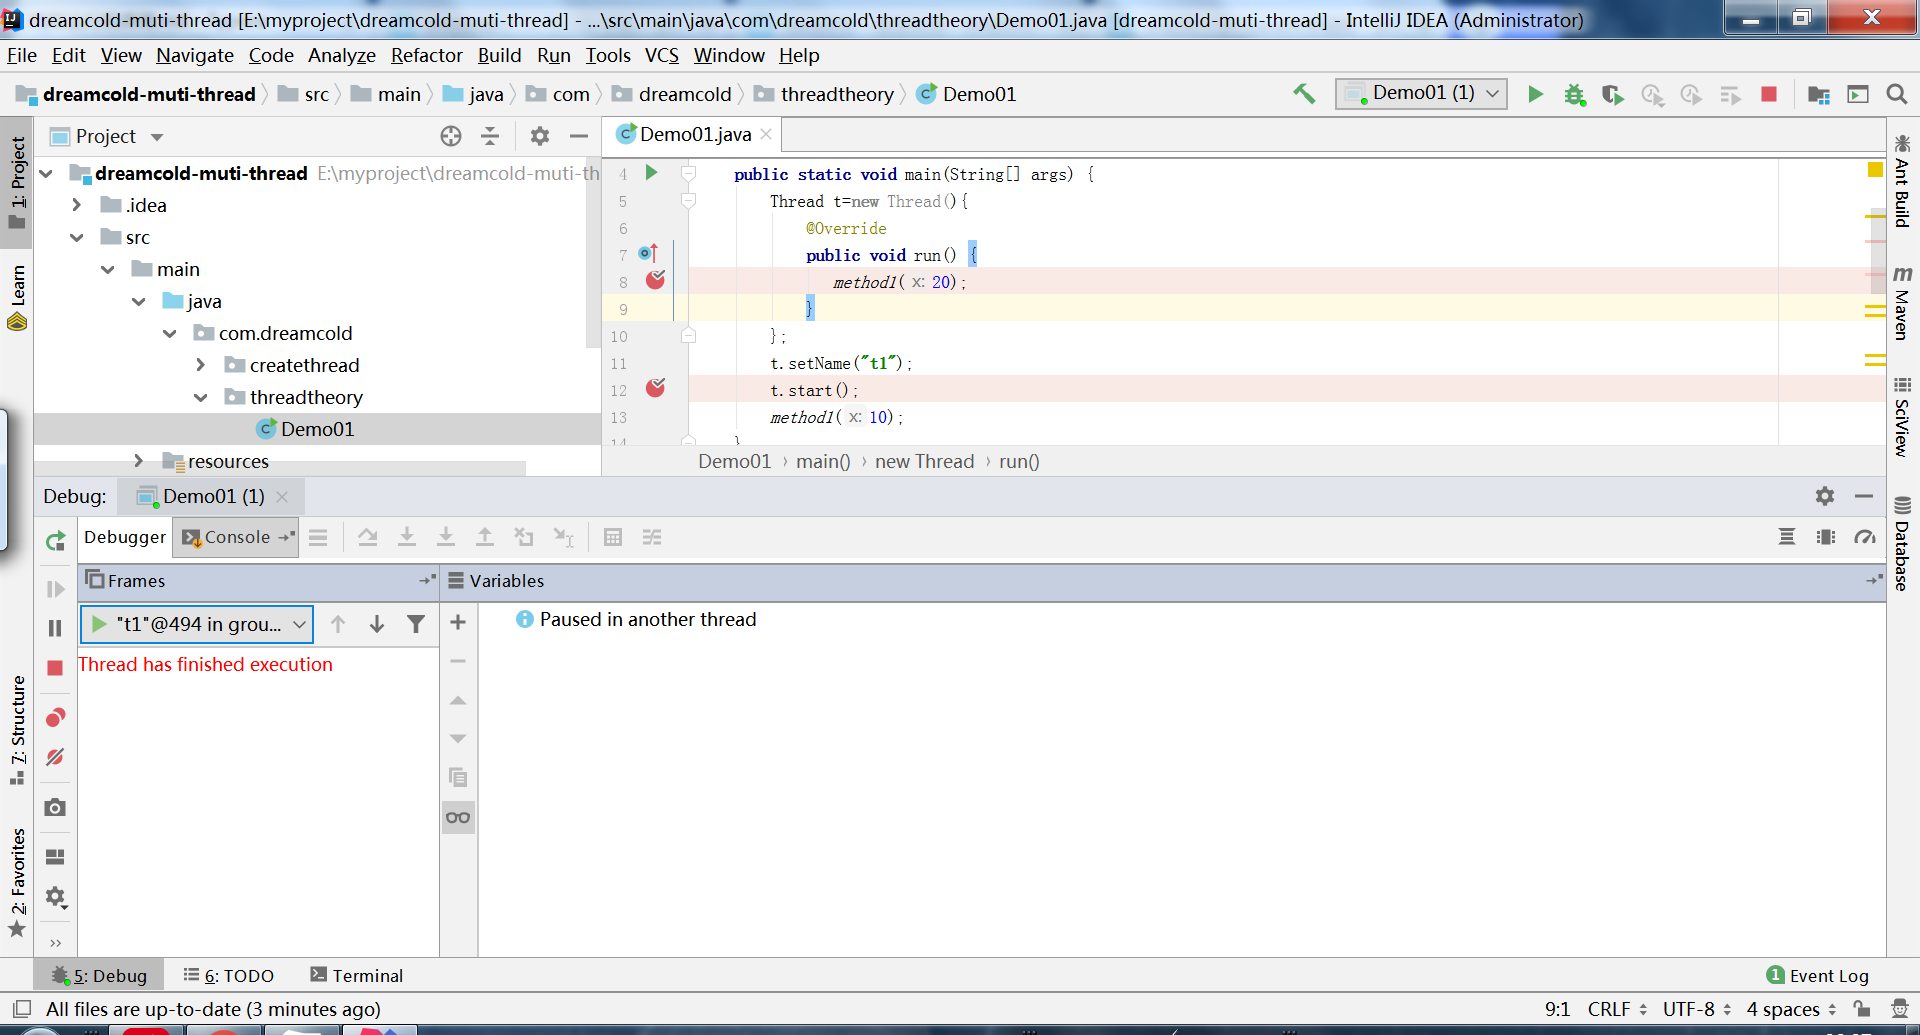 dreamcold-muti-thread [E:\myproject\dreamcold-muti-thread] - ...\src\main\java\com\dreamcold\threadtheory\Demo01.java [dreamcold-muti-thread] - IntelliJ IDEA (Administrator)
File Edit View Navigate Code Analyze Refactor Build Run Tools VCS Window Help
dreamcold-muti-thread src main java com dreamcold threadtheory Demo01
Demo01 (1)
1: Project
Learn
7: Structure
2: Favorites
Project
dreamcold-muti-thread E:\myproject\dreamcold-muti-th
.idea
src
main
java
com.dreamcold
createthread
threadtheory
Demo01
resources
Demo01.java
4 public static void main(String[] args) {
5 Thread t=new Thread(){
6 @Override
7 public void run() {
8 method1( x: 20);
9 }
10 };
11 t.setName("t1");
12 t.start();
13 method1( x: 10);
14 }
Demo01 › main() › new Thread › run()
Ant Build
Maven
SciView
Database
Debug: Demo01 (1)
Debugger Console
Frames
Variables
"t1"@494 in grou...
Thread has finished execution
Paused in another thread
5: Debug 6: TODO Terminal
1 Event Log
All files are up-to-date (3 minutes ago)
9:1 CRLF UTF-8 4 spaces